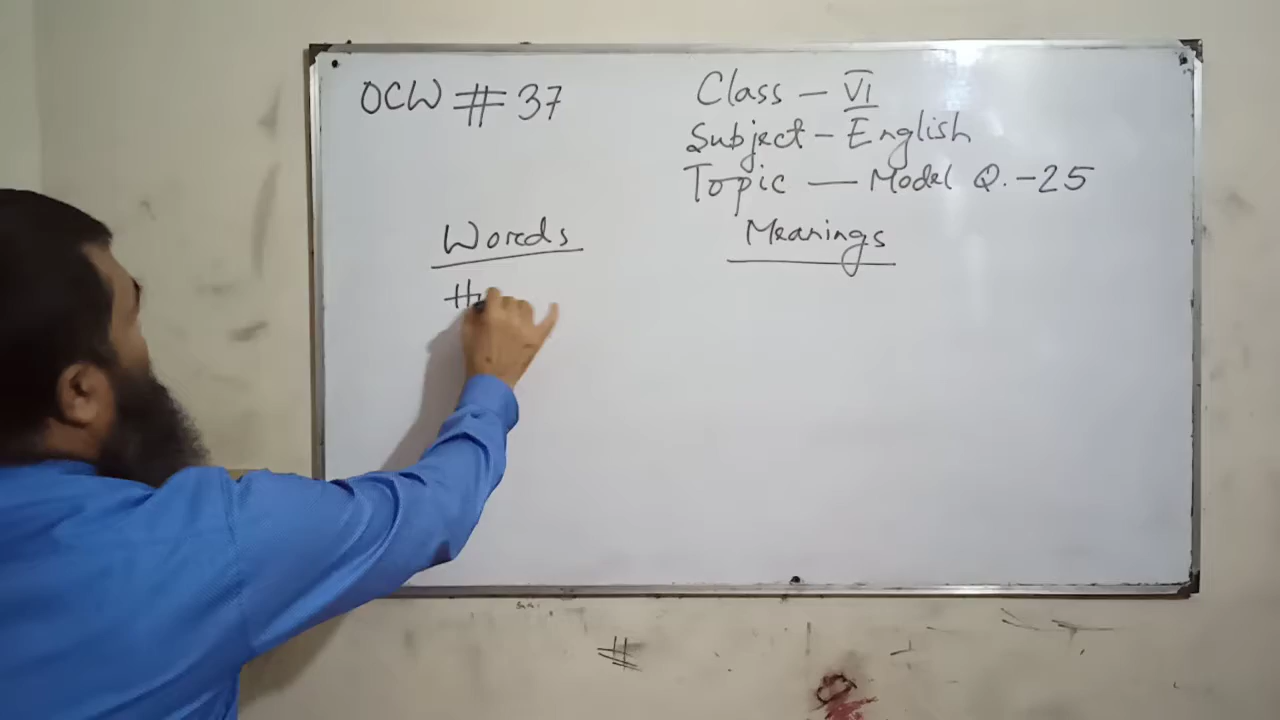 OCW # 37
Class — VI
Subject — English
Topic — Model Q. - 25
Words
Meanings
#